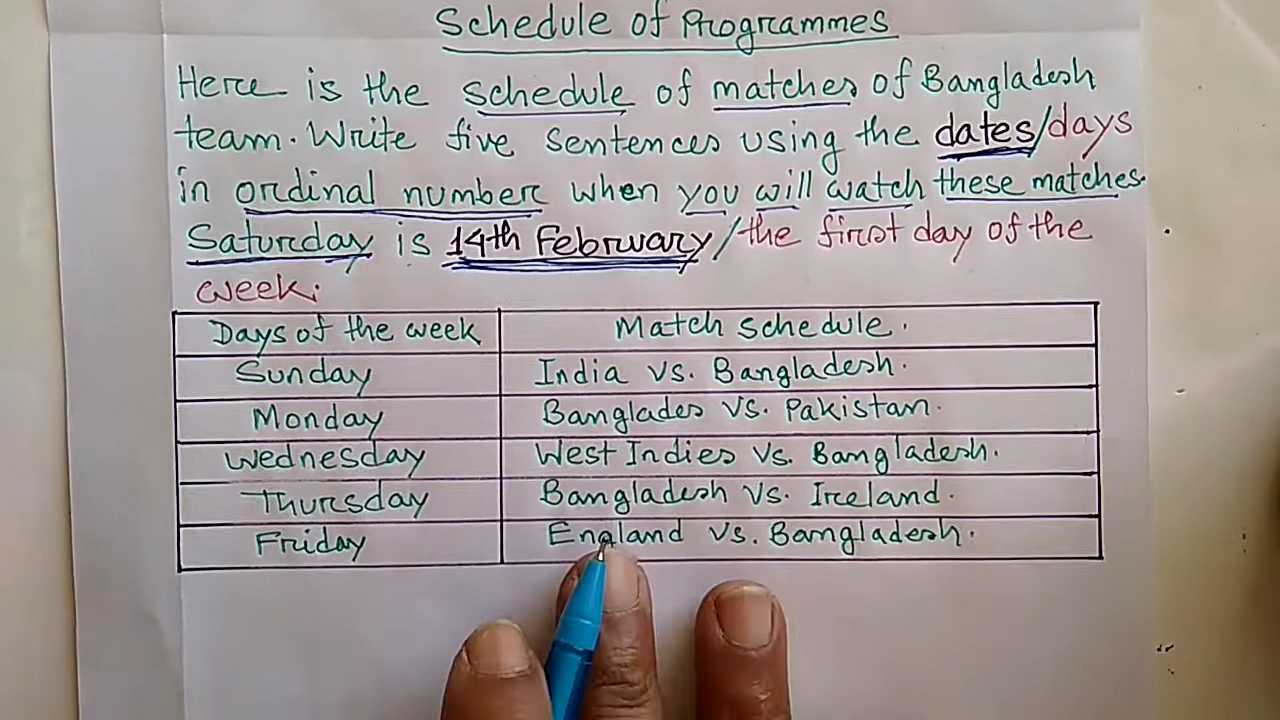 Schedule of Programmes
Here is the schedule of matches of Bangladesh
team. Write five sentences using the dates/days
in ordinal number when you will watch these matches.
Saturday is 14th February/the first day of the
week:
Days of the week Match schedule.
Sunday India vs. Bangladesh.
Monday Banglades vs. Pakistan.
Wednesday West Indies vs. Bangladesh.
Thursday Bangladesh vs. Ireland.
Friday England vs. Bangladesh.